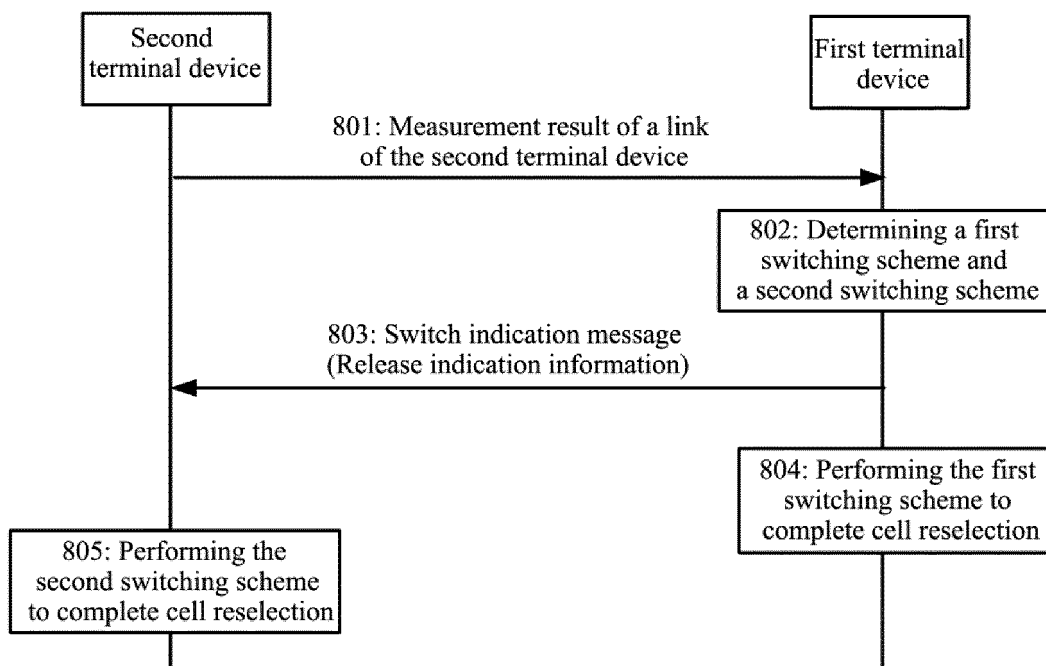 Second
terminal device
First terminal
device
801: Measurement result of a link
of the second terminal device
802: Determining a first
switching scheme and
a second switching scheme
803: Switch indication message
(Release indication information)
804: Performing the first
switching scheme to
complete cell reselection
805: Performing the
second switching scheme
to complete cell reselection